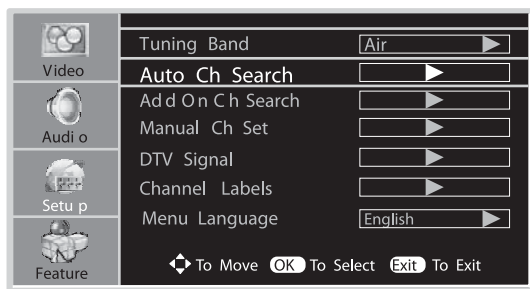 Video
Audi o
Setu p
Feature
Tuning Band Air
Auto Ch Search
Add On Ch Search
Manual Ch Set
DTV Signal
Channel Labels
Menu Language English
To Move OK To Select Exit To Exit